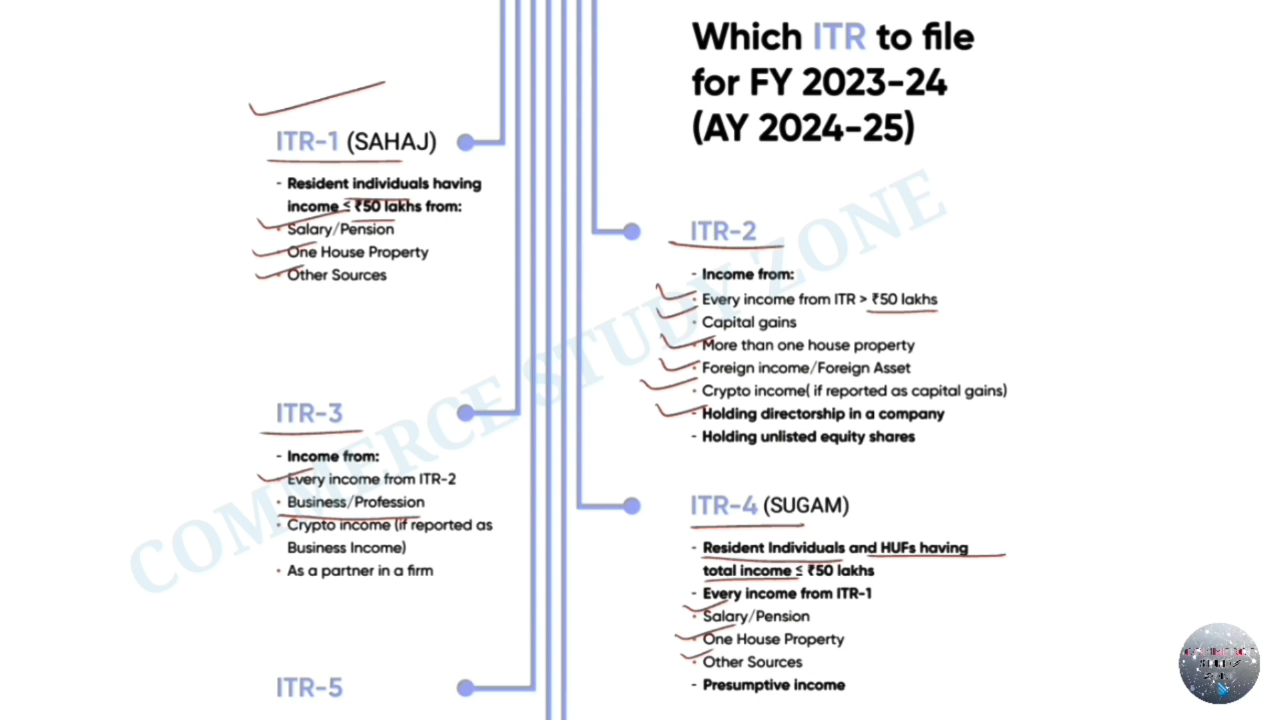 Which ITR to file
for FY 2023-24
(AY 2024-25)
ITR-1 (SAHAJ)
- Resident individuals having
income ≤ ₹50 lakhs from:
• Salary/Pension
• One House Property
• Other Sources
ITR-2
- Income from:
• Every income from ITR > ₹50 lakhs
• Capital gains
• More than one house property
• Foreign income/Foreign Asset
• Crypto income( if reported as capital gains)
- Holding directorship in a company
- Holding unlisted equity shares
ITR-3
- Income from:
• Every income from ITR-2
• Business/Profession
• Crypto income (if reported as
Business Income)
• As a partner in a firm
ITR-4 (SUGAM)
- Resident Individuals and HUFs having
total income ≤ ₹50 lakhs
- Every income from ITR-1
• Salary/Pension
• One House Property
• Other Sources
- Presumptive income
ITR-5
COMMERCE STUDY ZONE